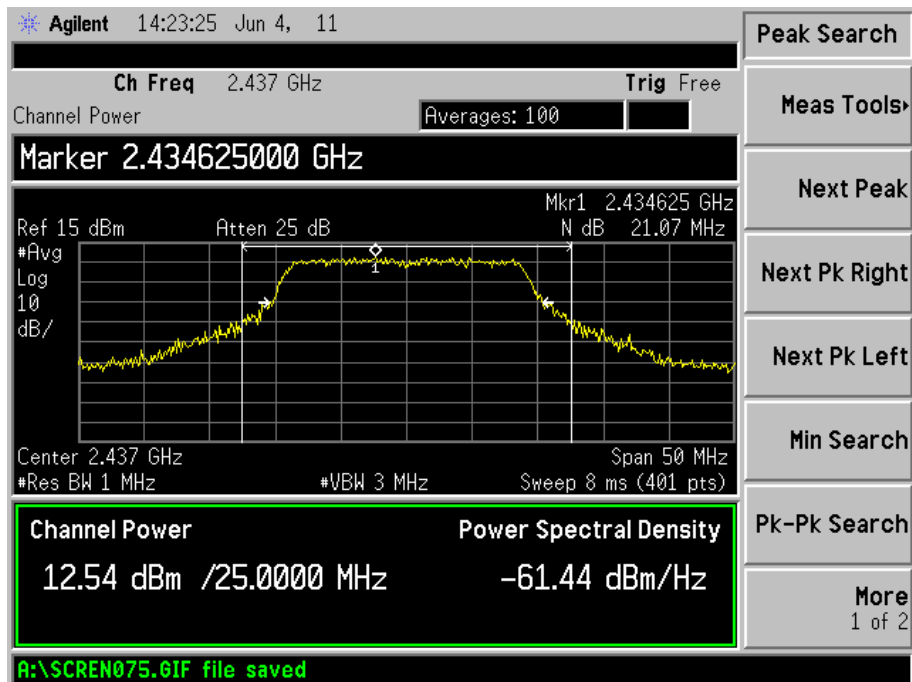 Agilent 14:23:25 Jun 4, 11
Peak Search
Ch Freq 2.437 GHz
Trig Free
Channel Power
Averages: 100
Meas Tools
Marker 2.434625000 GHz
Next Peak
Mkr1 2.434625 GHz
Ref 15 dBm Atten 25 dB N dB 21.07 MHz
#Avg
Log
10
dB/
1
Next Pk Right
Next Pk Left
Center 2.437 GHz Span 50 MHz
#Res BW 1 MHz #VBW 3 MHz Sweep 8 ms (401 pts)
Min Search
Channel Power Power Spectral Density
12.54 dBm /25.0000 MHz -61.44 dBm/Hz
Pk-Pk Search
More
1 of 2
A:\SCREN075.GIF file saved